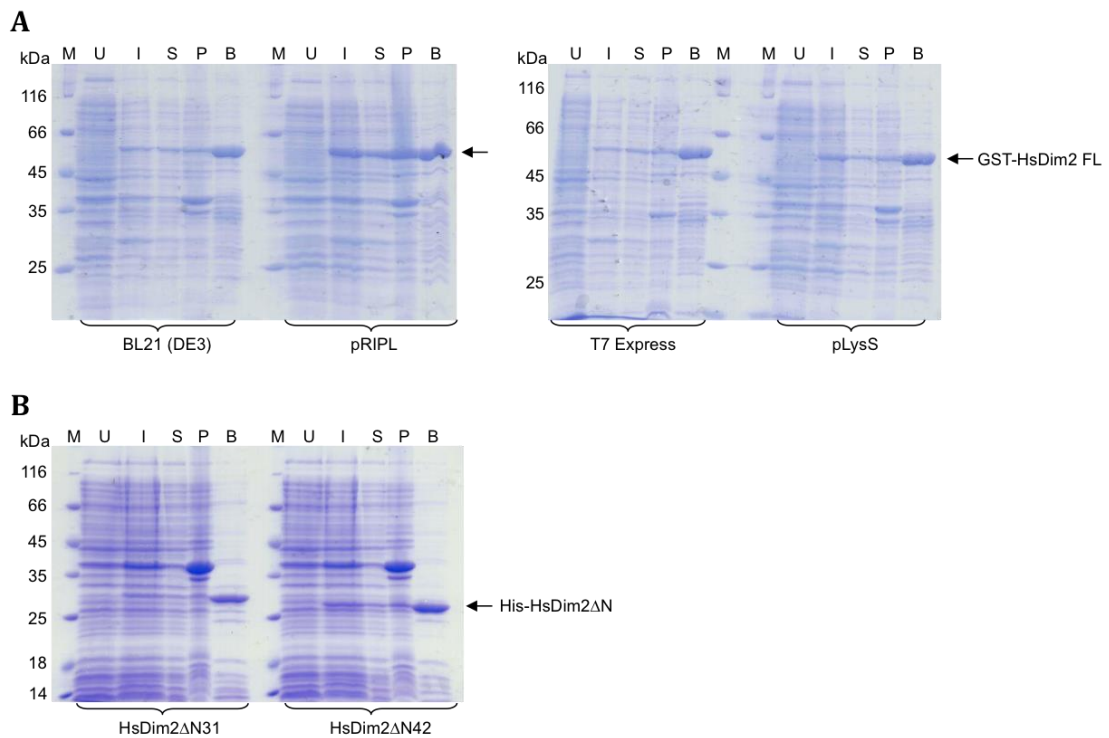 A
kDa M U I S P B M U I S P B
116
66
45
35
25
BL21 (DE3) pRIPL
kDa U I S P B M M U I S P B
116
66
45
35
25
GST-HsDim2 FL
T7 Express pLysS
B
kDa M U I S P B M U I S P B
116
66
45
35
25
18
14
His-HsDim2ΔN
HsDim2ΔN31 HsDim2ΔN42